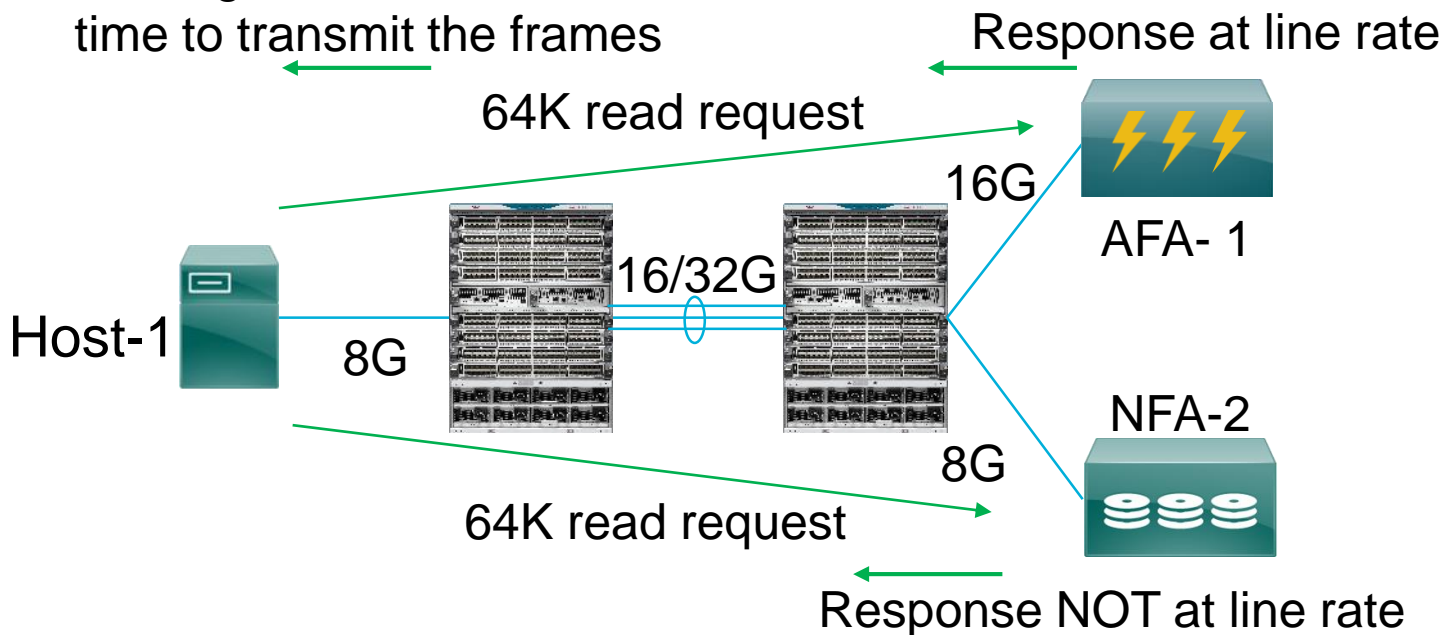 time to transmit the frames
Response at line rate
64K read request
16G
AFA- 1
16/32G
Host-1
8G
NFA-2
8G
64K read request
Response NOT at line rate